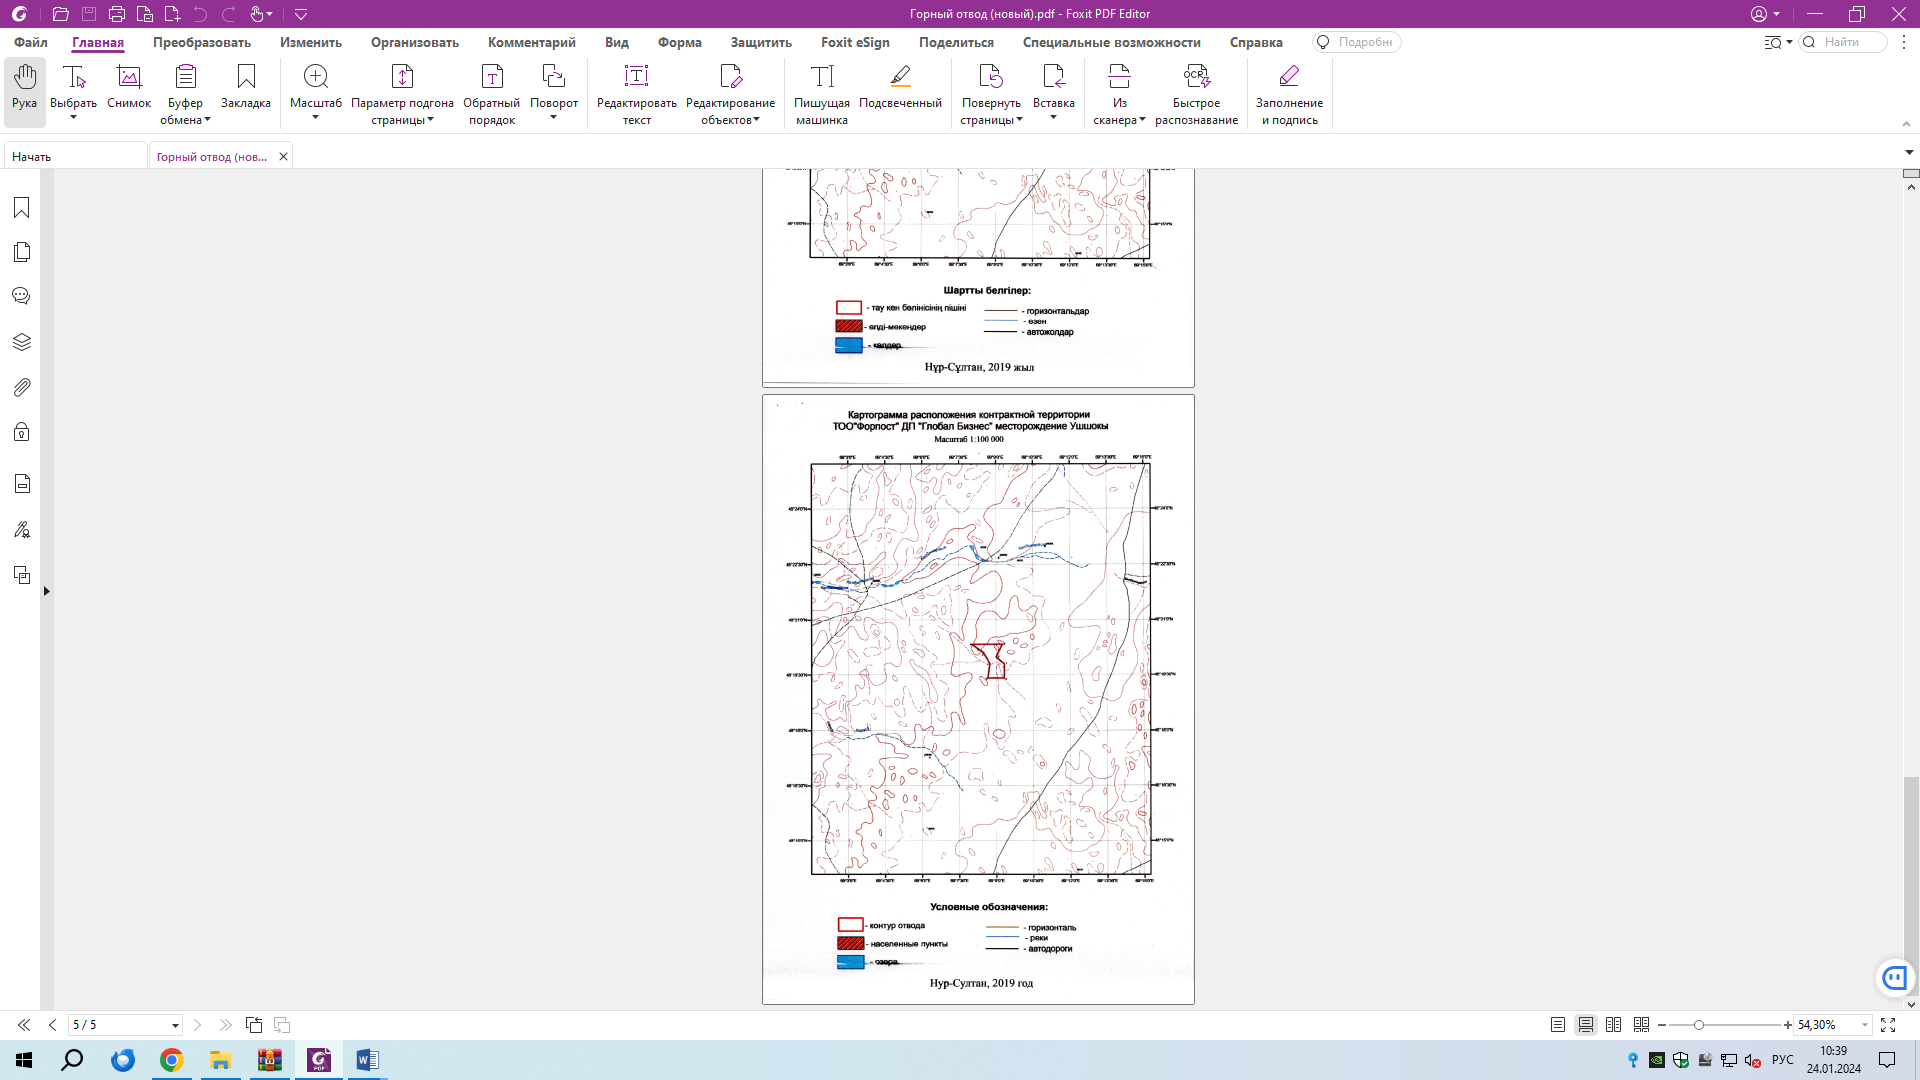 Горный отвод (новый).pdf - Foxit PDF Editor
Файл
Главная
Преобразовать
Изменить
Организовать
Комментарий
Вид
Форма
Защитить
Foxit eSign
Поделиться
Специальные возможности
Справка
Подробне
Найти
Рука
Выбрать
Снимок
Буфер обмена
Закладка
Масштаб
Параметр подгона страницы
Обратный порядок
Поворот
Редактировать текст
Редактирование объектов
Пишущая машинка
Подсвеченный
Повернуть страницы
Вставка
Из сканера
OCR
Быстрое распознавание
Заполнение и подпись
Начать
Горный отвод (нов...
Шартты белгілер:
- тау кен бөлінісінің пішіні
- елді-мекендер
- көлдер
- горизонтальдар
- өзен
- автожолдар
Нұр-Сұлтан, 2019 жыл
Картограмма расположения контрактной территории
ТОО"Форпост" ДП "Глобал Бизнес" месторождение Ушшокы
Масштаб 1:100 000
Условные обозначения:
- контур отвода
- населенные пункты
- озера
- горизонталь
- реки
- автодороги
Нур-Султан, 2019 год
5 / 5
54,30%
РУС
10:39
24.01.2024